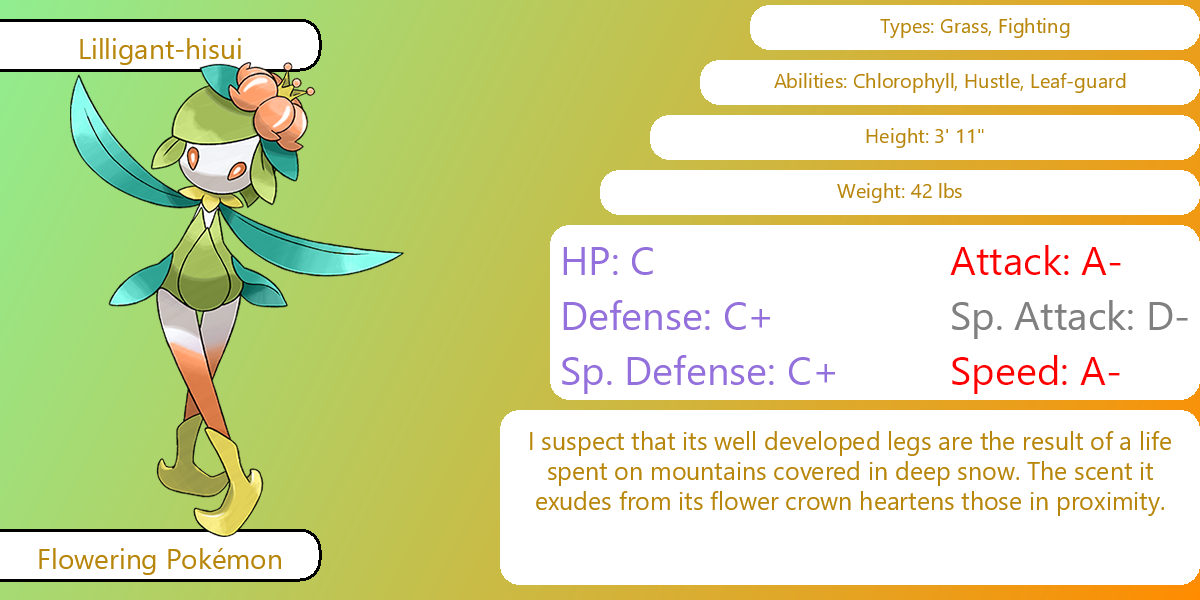 Lilligant-hisui
Types: Grass, Fighting
Abilities: Chlorophyll, Hustle, Leaf-guard
Height: 3' 11"
Weight: 42 lbs
HP: C
Attack: A-
Defense: C+
Sp. Attack: D-
Sp. Defense: C+
Speed: A-
I suspect that its well developed legs are the result of a life
spent on mountains covered in deep snow. The scent it
exudes from its flower crown heartens those in proximity.
Flowering Pokémon